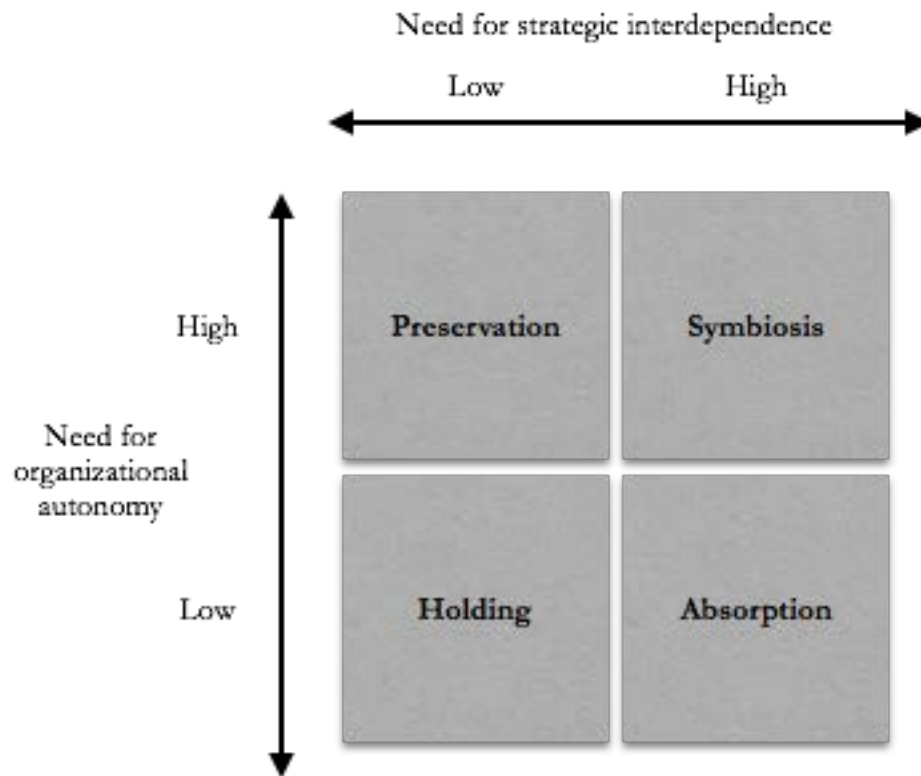 Need for strategic interdependence
Low High
High Preservation Symbiosis
Need for
organizational
autonomy
Low Holding Absorption